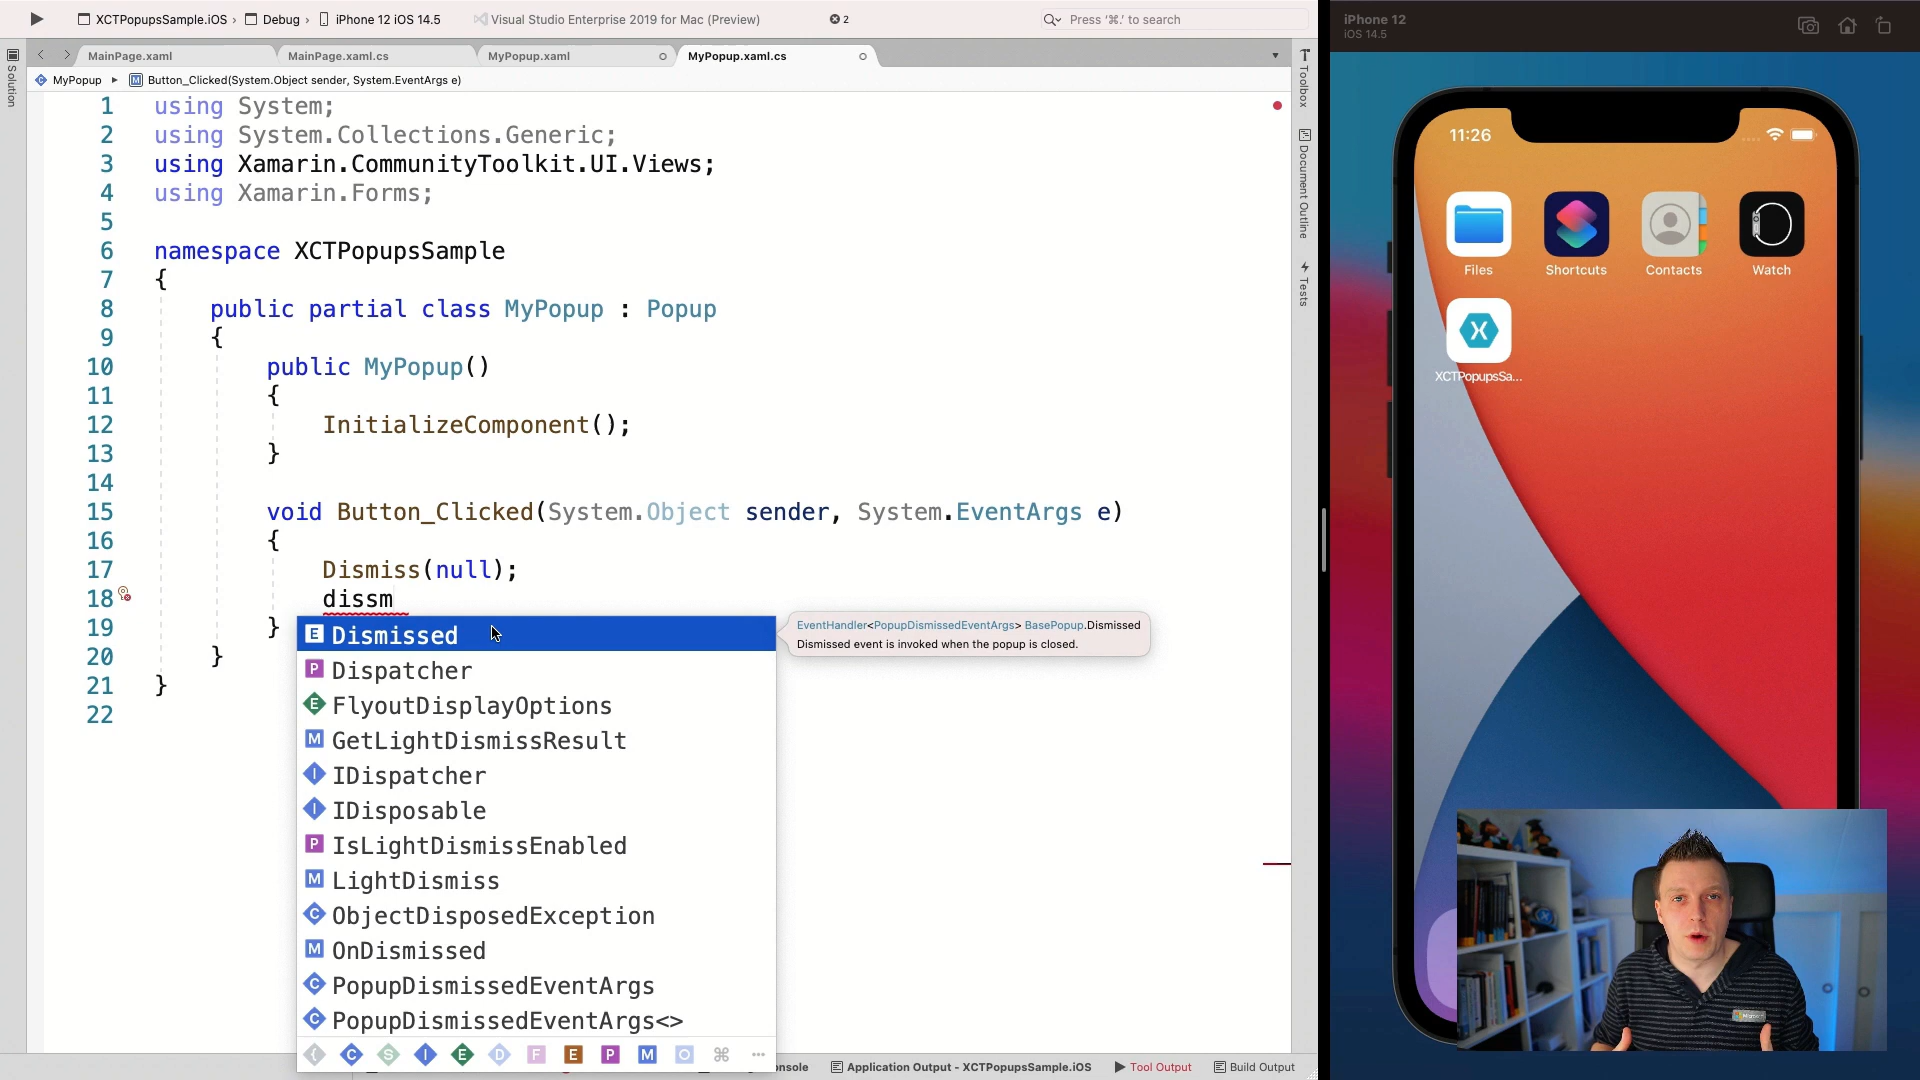 XCTPopupsSample.iOS › Debug › iPhone 12 iOS 14.5
Visual Studio Enterprise 2019 for Mac (Preview)
2
Press '⌘.' to search
MainPage.xaml
MainPage.xaml.cs
MyPopup.xaml
MyPopup.xaml.cs
MyPopup ▸ M Button_Clicked(System.Object sender, System.EventArgs e)
Solution
Toolbox
Document Outline
Tests
1 using System;
2 using System.Collections.Generic;
3 using Xamarin.CommunityToolkit.UI.Views;
4 using Xamarin.Forms;
5
6 namespace XCTPopupsSample
7 {
8 public partial class MyPopup : Popup
9 {
10 public MyPopup()
11 {
12 InitializeComponent();
13 }
14
15 void Button_Clicked(System.Object sender, System.EventArgs e)
16 {
17 Dismiss(null);
18 dissm
19 }
20 }
21 }
22
E Dismissed
P Dispatcher
E FlyoutDisplayOptions
M GetLightDismissResult
I IDispatcher
I IDisposable
P IsLightDismissEnabled
M LightDismiss
C ObjectDisposedException
M OnDismissed
C PopupDismissedEventArgs
C PopupDismissedEventArgs<>
{ C S I E D F E P M O ⌘ ···
EventHandler<PopupDismissedEventArgs> BasePopup.Dismissed
Dismissed event is invoked when the popup is closed.
onsole
Application Output - XCTPopupsSample.iOS
Tool Output
Build Output
iPhone 12
iOS 14.5
11:26
Files
Shortcuts
Contacts
Watch
XCTPopupsSa...
Microsoft